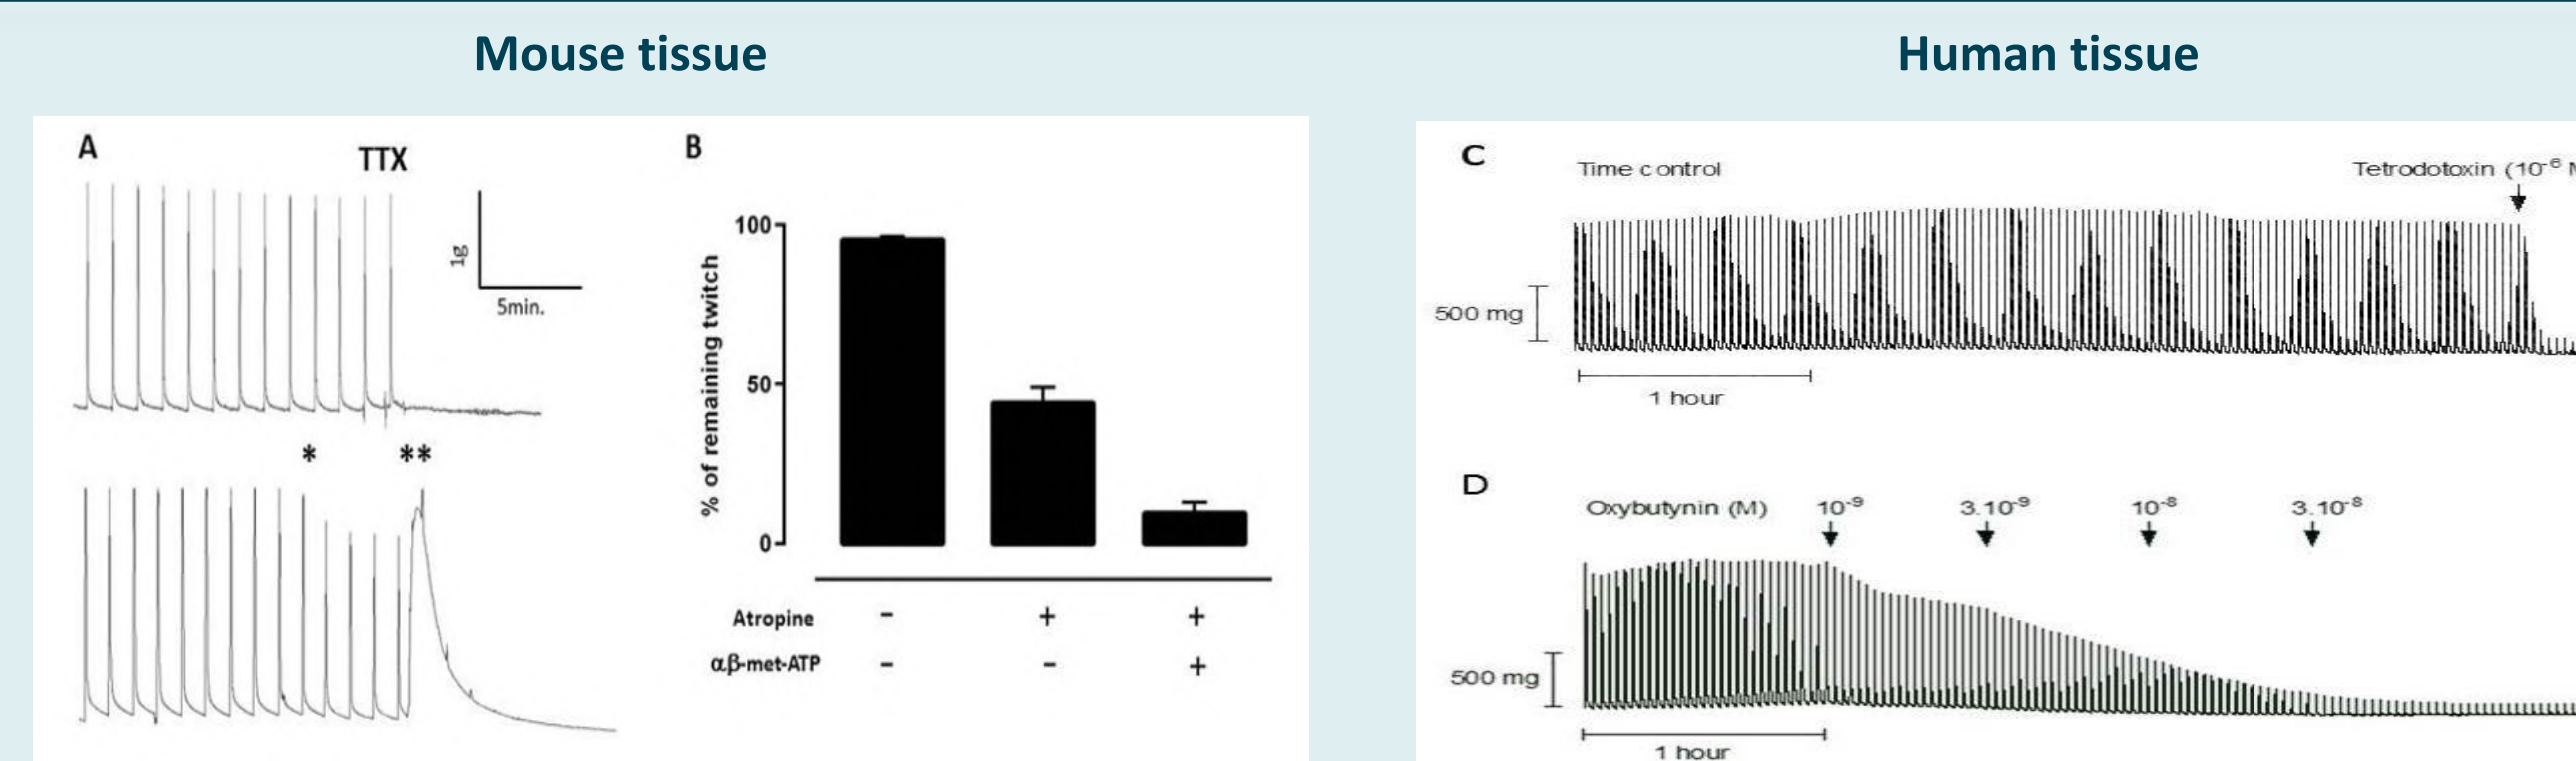 Mouse tissue
Human tissue
A
TTX
1g
5min.
*
**
B
% of remaining twitch
100
50
0
Atropine - + +
αβ-met-ATP - - +
C
Time control
Tetrodotoxin (10⁻⁶ M
500 mg
1 hour
D
Oxybutynin (M) 10⁻⁹ 3.10⁻⁹ 10⁻⁸ 3.10⁻⁸
500 mg
1 hour